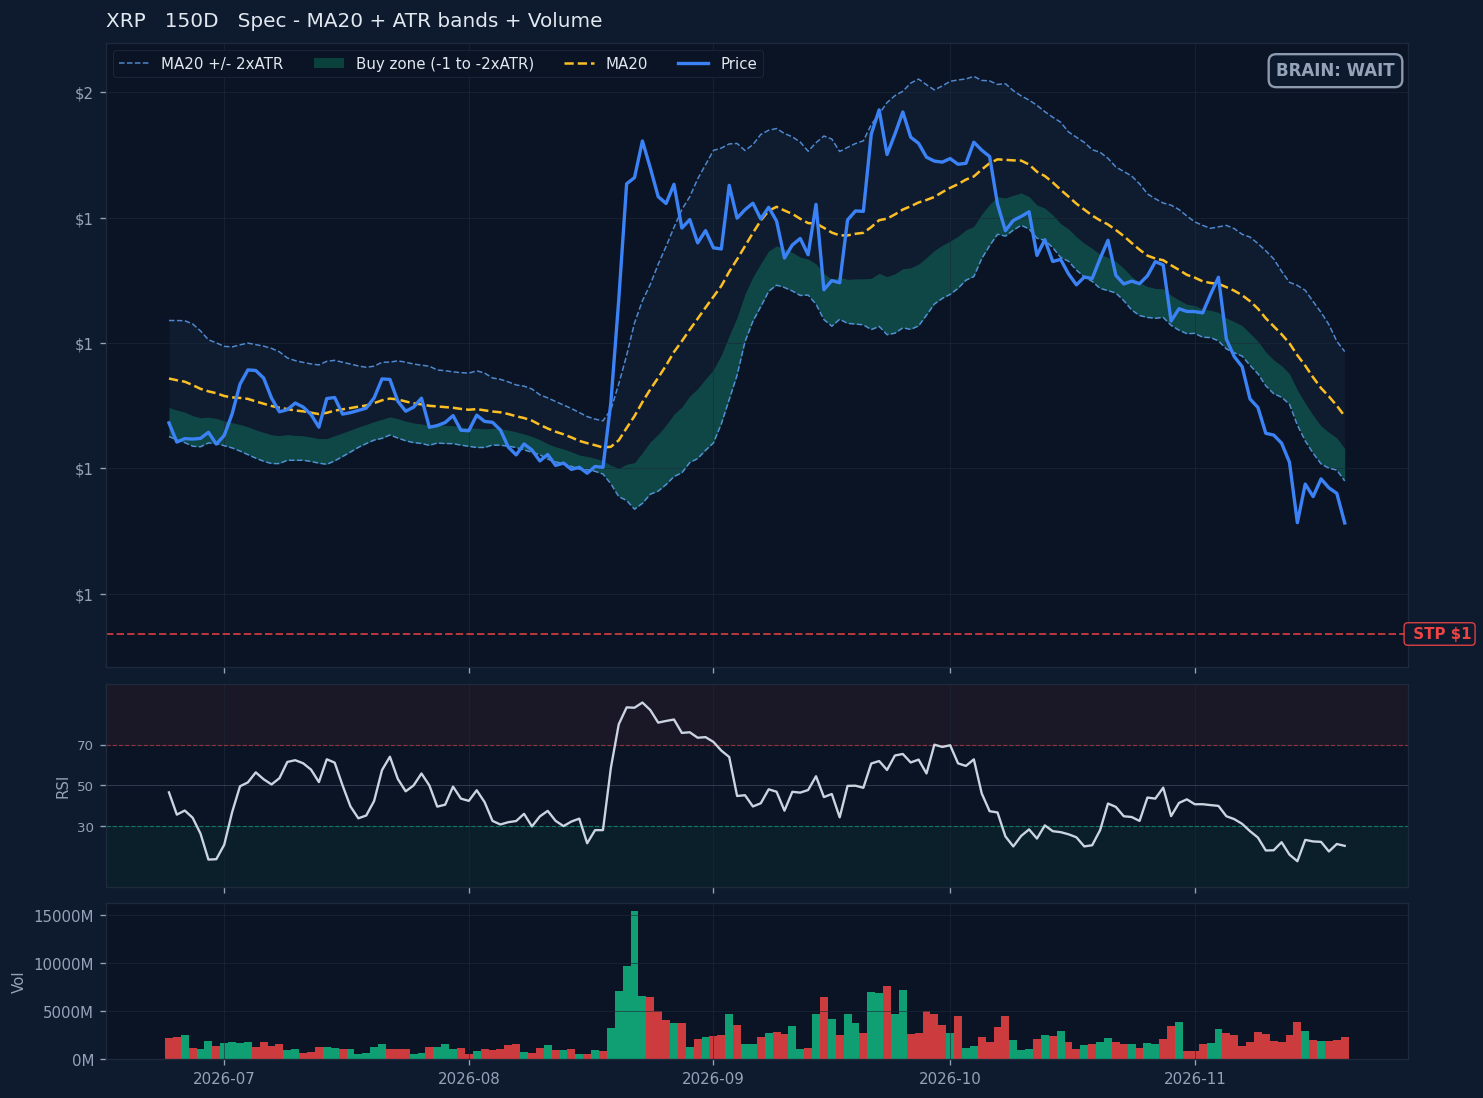 XRP   150D   Spec - MA20 + ATR bands + Volume
MA20 +/- 2xATR
Buy zone (-1 to -2xATR)
MA20
Price
BRAIN: WAIT
$2
$1
$1
$1
$1
STP $1
RSI
70
50
30
Vol
15000M
10000M
5000M
0M
2026-07
2026-08
2026-09
2026-10
2026-11